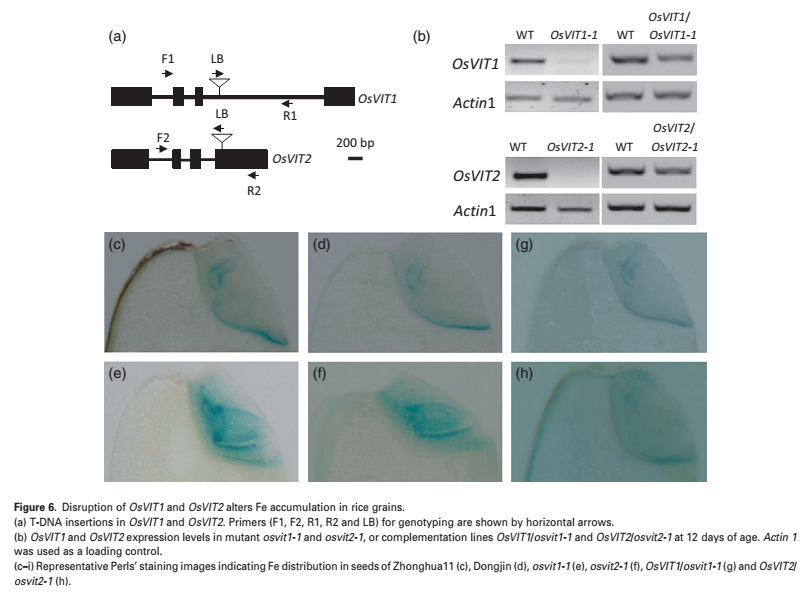 (a)
F1
LB
OsVIT1
R1
LB
F2
OsVIT2
200 bp
R2
(b)
WT OsVIT1-1 WT OsVIT1/
OsVIT1-1
OsVIT1
Actin1
WT OsVIT2-1 WT OsVIT2/
OsVIT2-1
OsVIT2
Actin1
(c) (d) (g)
(e) (f) (h)
Figure 6. Disruption of OsVIT1 and OsVIT2 alters Fe accumulation in rice grains.
(a) T-DNA insertions in OsVIT1 and OsVIT2. Primers (F1, F2, R1, R2 and LB) for genotyping are shown by horizontal arrows.
(b) OsVIT1 and OsVIT2 expression levels in mutant osvit1-1 and osvit2-1, or complementation lines OsVIT1/osvit1-1 and OsVIT2/osvit2-1 at 12 days of age. Actin 1
was used as a loading control.
(c–i) Representative Perls' staining images indicating Fe distribution in seeds of Zhonghua11 (c), Dongjin (d), osvit1-1 (e), osvit2-1 (f), OsVIT1/osvit1-1 (g) and OsVIT2/
osvit2-1 (h).